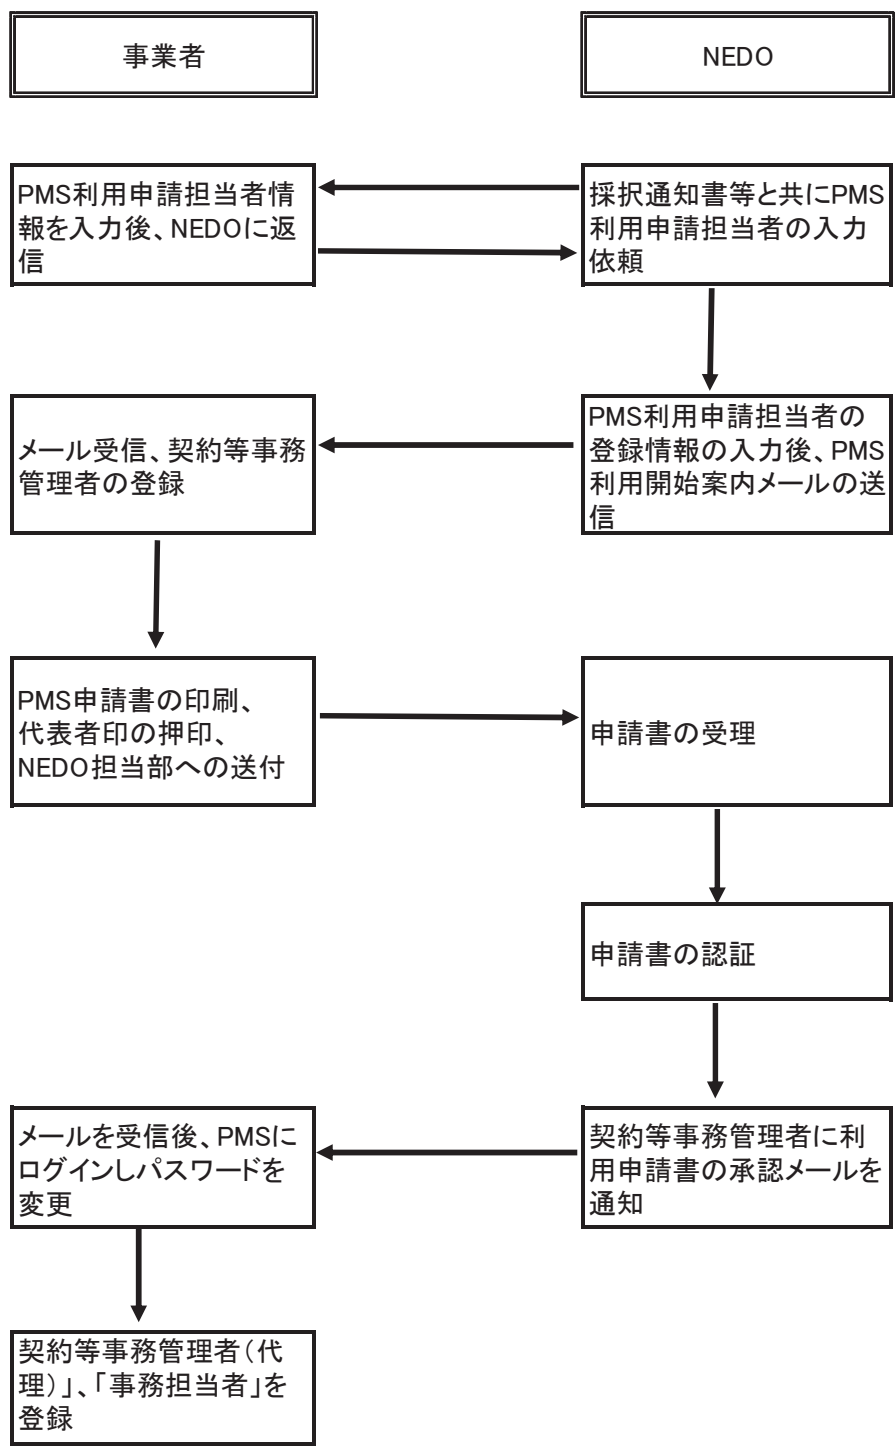 事業者
NEDO
PMS利用申請担当者情
報を入力後、NEDOに返
信
採択通知書等と共にPMS
利用申請担当者の入力
依頼
メール受信、契約等事務
管理者の登録
PMS利用申請担当者の
登録情報の入力後、PMS
利用開始案内メールの送
信
PMS申請書の印刷、
代表者印の押印、
NEDO担当部への送付
申請書の受理
申請書の認証
メールを受信後、PMSに
ログインしパスワードを
変更
契約等事務管理者に利
用申請書の承認メールを
通知
契約等事務管理者(代
理)」、「事務担当者」を
登録